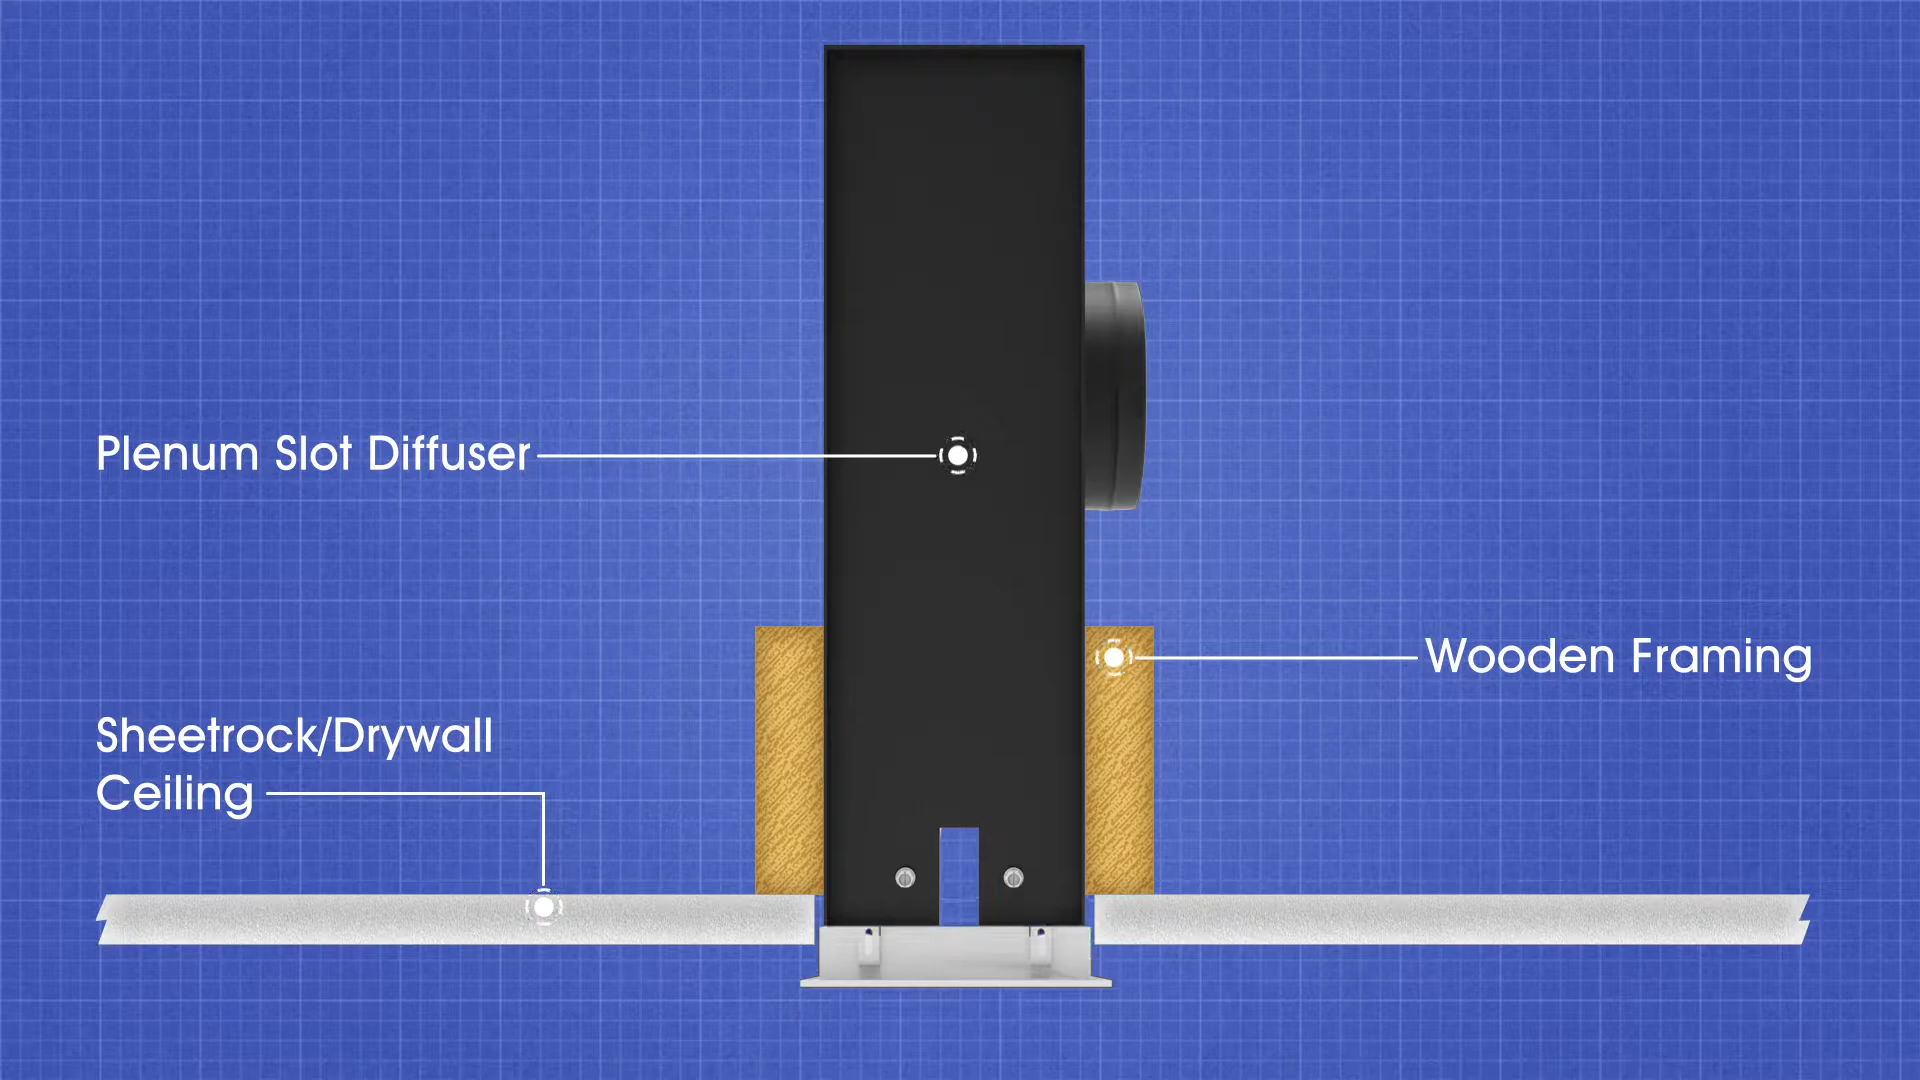 Plenum Slot Diffuser
Wooden Framing
Sheetrock/Drywall
Ceiling